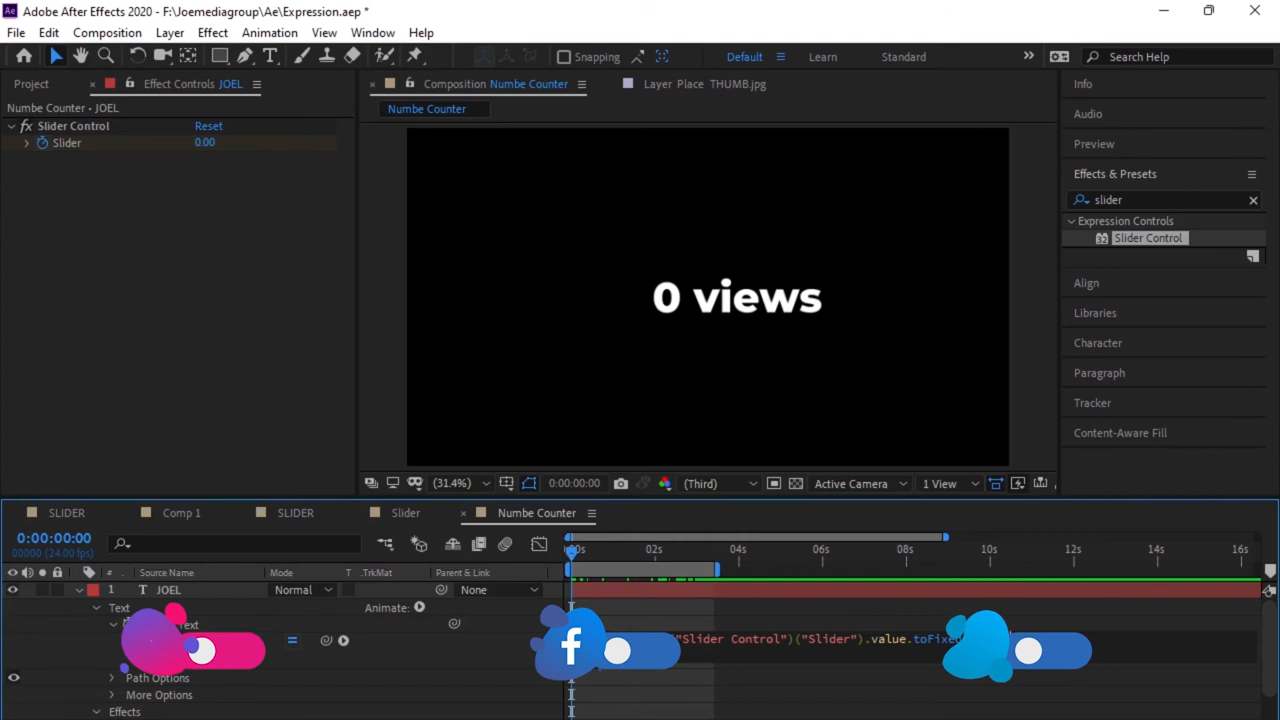 Adobe After Effects 2020 - F:\Joemediagroup\Ae\Expression.aep *
File Edit Composition Layer Effect Animation View Window Help
Snapping Default Learn Standard Search Help
Project Effect Controls JOEL Composition Numbe Counter Layer Place THUMB.jpg Info
Numbe Counter • JOEL Numbe Counter
Audio
fx Slider Control Reset
Slider 0.00
Preview
Effects & Presets
slider
Expression Controls
32 Slider Control
0 views
Align
Libraries
Character
Paragraph
Tracker
Content-Aware Fill
(31.4%) 0:00:00:00 (Third) Active Camera 1 View
SLIDER Comp 1 SLIDER Slider Numbe Counter
0:00:00:00
00000 (24.00 fps)
:00s 02s 04s 06s 08s 10s 12s 14s 16s
# Source Name Mode T .TrkMat Parent & Link
1 T JOEL Normal None
Text Animate:
Text
("Slider Control")("Slider").value.toFixed
f
Path Options
More Options
Effects